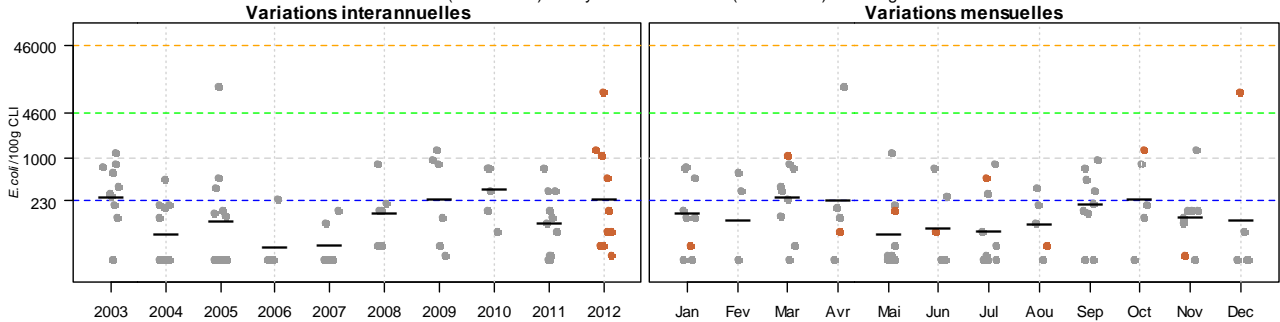 Variations interannuelles
Variations mensuelles
46000
4600
1000
230
E.coli/100g CLI
2003 2004 2005 2006 2007 2008 2009 2010 2011 2012
Jan Fev Mar Avr Mai Jun Jul Aou Sep Oct Nov Dec